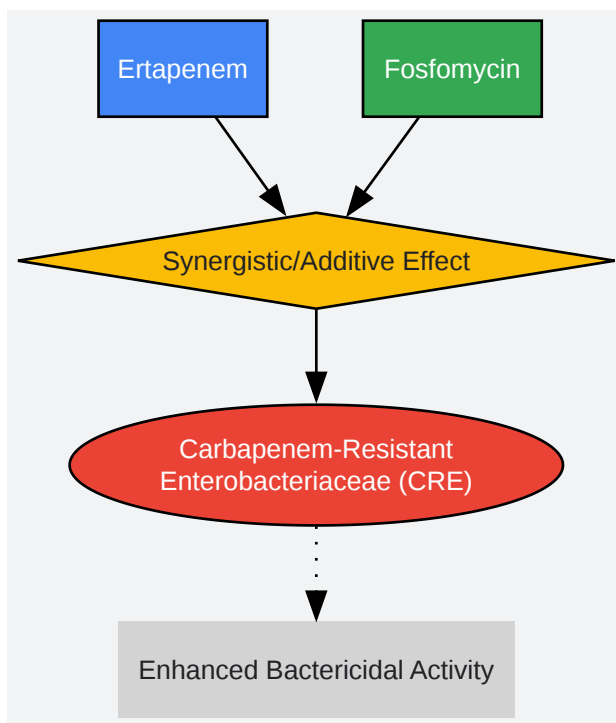 Ertapenem
Fosfomycin
Synergistic/Additive Effect
Carbapenem-Resistant
Enterobacteriaceae (CRE)
Enhanced Bactericidal Activity